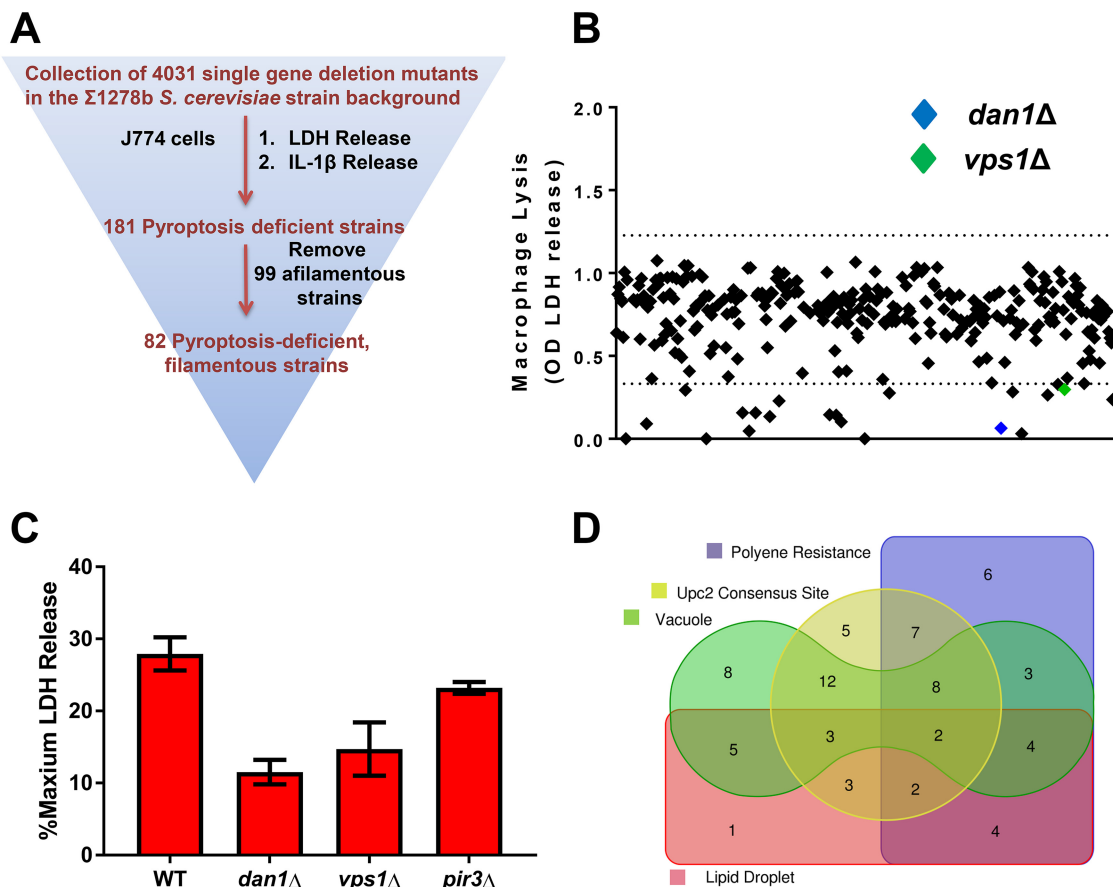 A
Collection of 4031 single gene deletion mutants
in the Σ1278b S. cerevisiae strain background
J774 cells
1. LDH Release
2. IL-1β Release
181 Pyroptosis deficient strains
Remove
99 afilamentous
strains
82 Pyroptosis-deficient,
filamentous strains
B
Macrophage Lysis
(OD LDH release)
2.0
1.5
1.0
0.5
0.0
dan1Δ
vps1Δ
C
%Maxium LDH Release
40
30
20
10
0
WT
dan1Δ
vps1Δ
pir3Δ
D
Polyene Resistance
Upc2 Consensus Site
Vacuole
6
5
7
8
12
8
3
5
3
2
4
3
2
1
4
Lipid Droplet